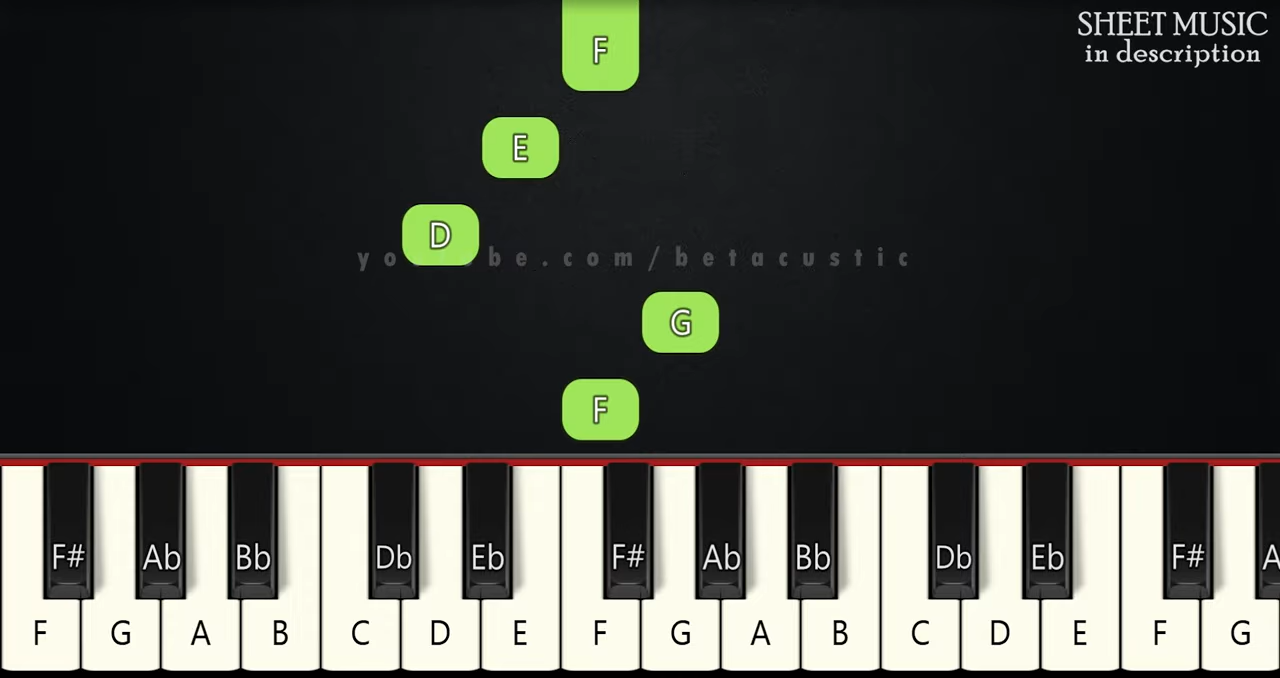 SHEET MUSIC
in description
F
E
D
be.com/betacustic
G
F
F# Ab Bb Db Eb F# Ab Bb Db Eb F# A
F G A B C D E F G A B C D E F G